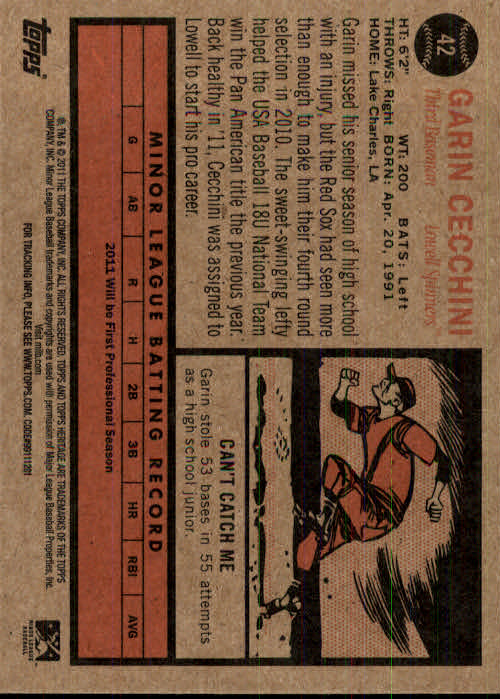 42
GARIN CECCHINI
Third Baseman Lowell Spinners™
HT: 6'2" WT: 200 BATS: Left
THROWS: Right BORN: Apr. 20, 1991
HOME: Lake Charles, LA
Garin missed his senior season of high school
with an injury, but the Red Sox had seen more
than enough to make him their fourth round
selection in 2010. The sweet-swinging lefty
helped the USA Baseball 18U National Team
win the Pan American title the previous year.
Back healthy in '11, Cecchini was assigned to
Lowell to start his pro career.
CAN'T CATCH ME
Garin stole 53 bases in 55 attempts
as a high school junior.
MINOR LEAGUE BATTING RECORD
G AB R H 2B 3B HR RBI AVG
2011 Will be First Professional Season
Topps
®, TM & © 2011 THE TOPPS COMPANY, INC. ALL RIGHTS RESERVED. TOPPS AND TOPPS HERITAGE ARE TRADEMARKS OF THE TOPPS
COMPANY, INC. Minor League Baseball trademarks and copyrights are used with permission of Major League Baseball Properties, Inc.
Visit milb.com.
FOR TRACKING INFO, PLEASE SEE WWW.TOPPS.COM. CODE#99111201
MINOR LEAGUE
BASEBALL